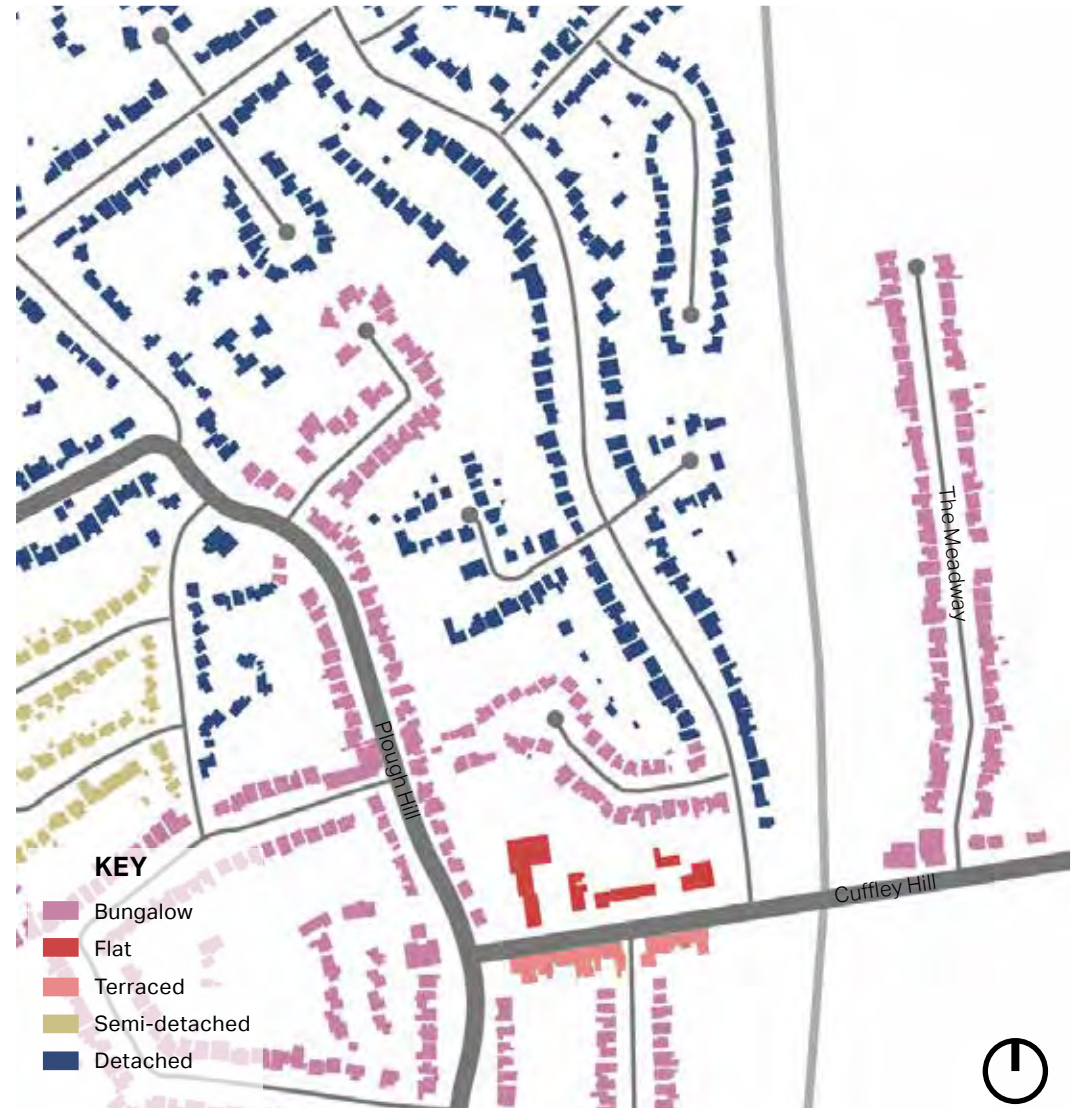 The Meadway
Plough Hill
Cuffley Hill
KEY
Bungalow
Flat
Terraced
Semi-detached
Detached